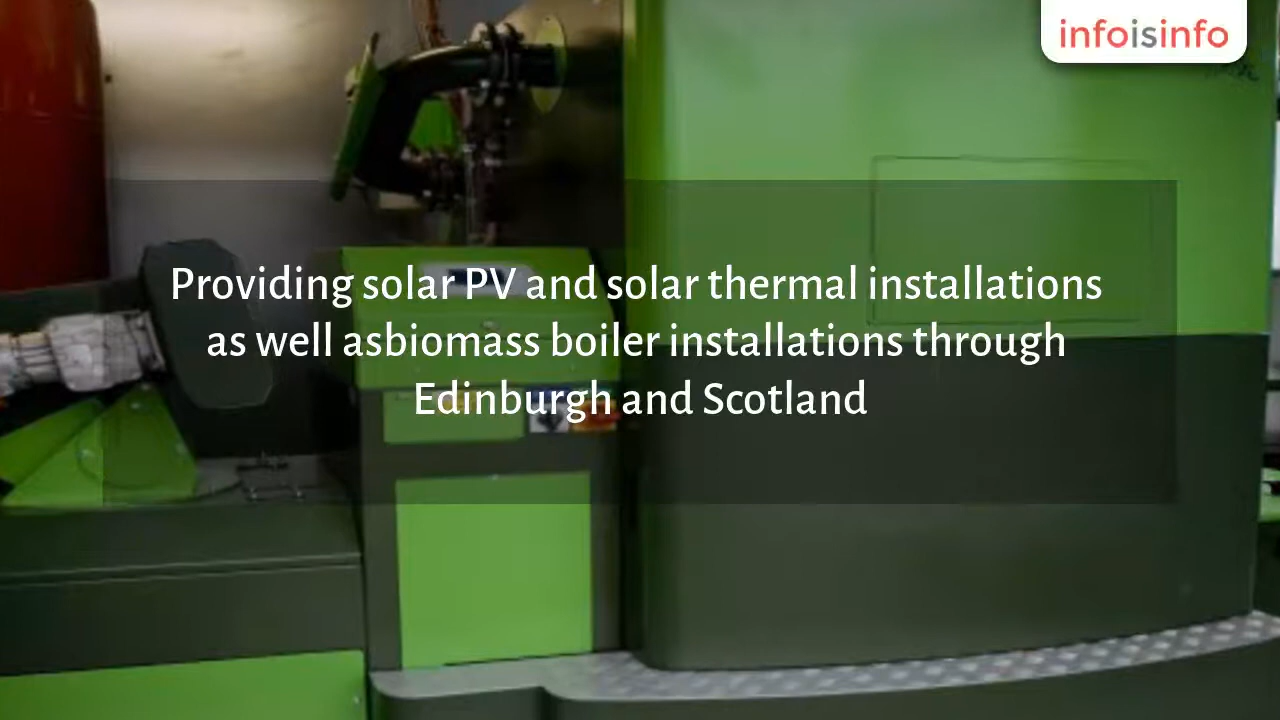 infoisinfo
Providing solar PV and solar thermal installations
as well asbiomass boiler installations through
Edinburgh and Scotland